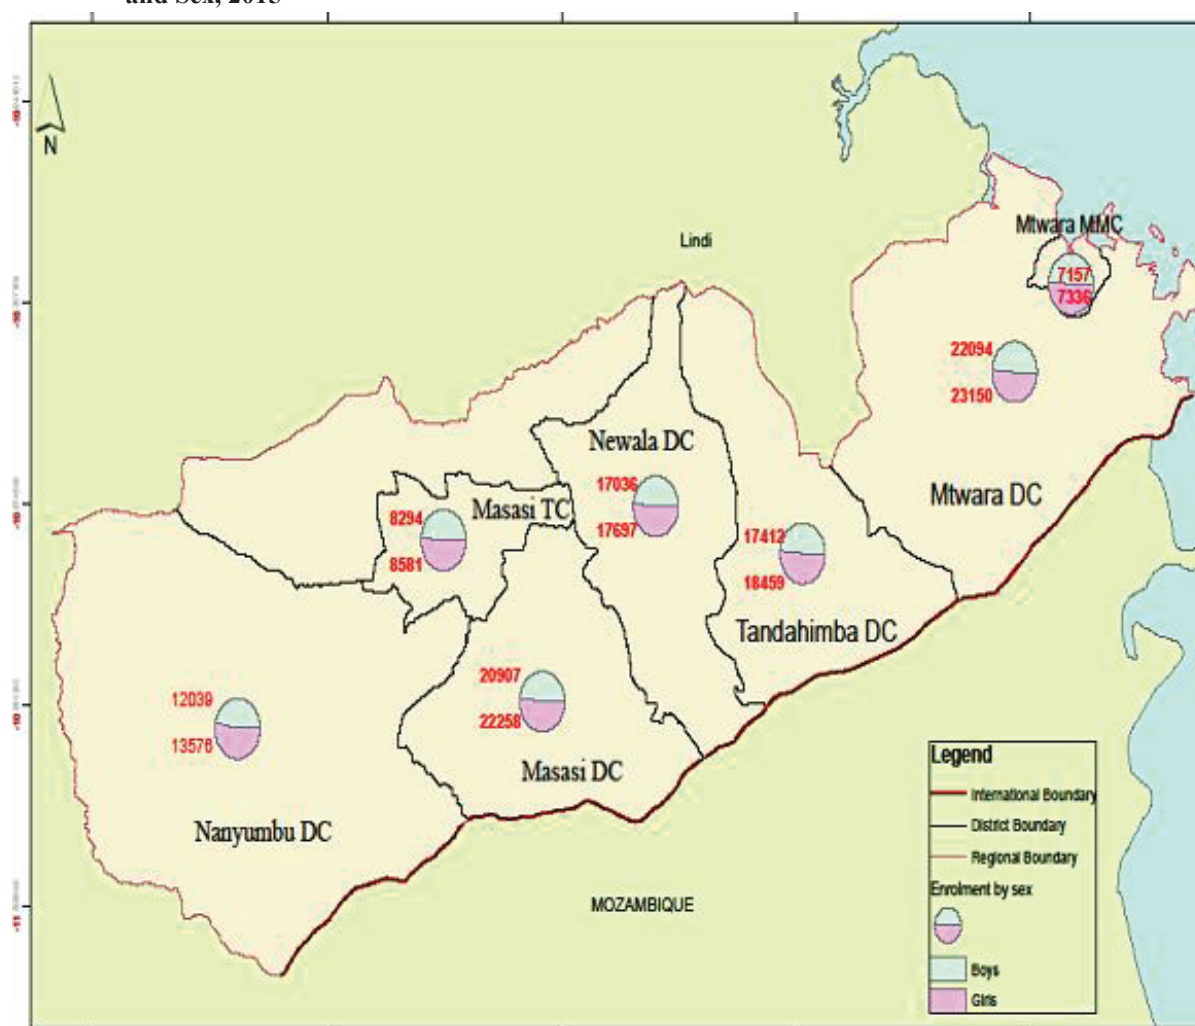 and Sex, 2013
N
Lindi
Mtwara MMC
7157
7336
22094
23150
Mtwara DC
Newala DC
17036
17697
Masasi TC
8294
8581
17412
18459
Tandahimba DC
20907
22258
Masasi DC
12039
13576
Nanyumbu DC
MOZAMBIQUE
Legend
International Boundary
District Boundary
Regional Boundary
Enrolment by sex
Boys
Girls